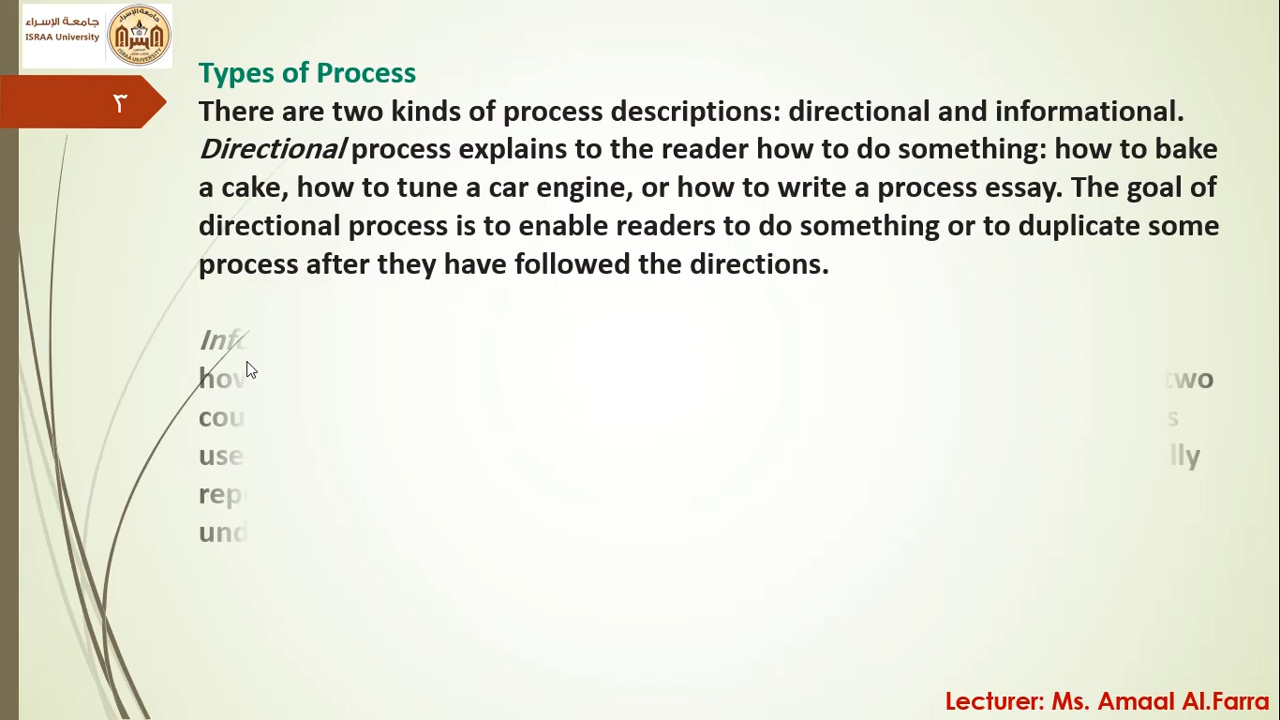 جامعـة الإسراء
ISRAA University
٣
Types of Process
There are two kinds of process descriptions: directional and informational.
Directional process explains to the reader how to do something: how to bake
a cake, how to tune a car engine, or how to write a process essay. The goal of
directional process is to enable readers to do something or to duplicate some
process after they have followed the directions.
two
Lecturer: Ms. Amaal Al.Farra